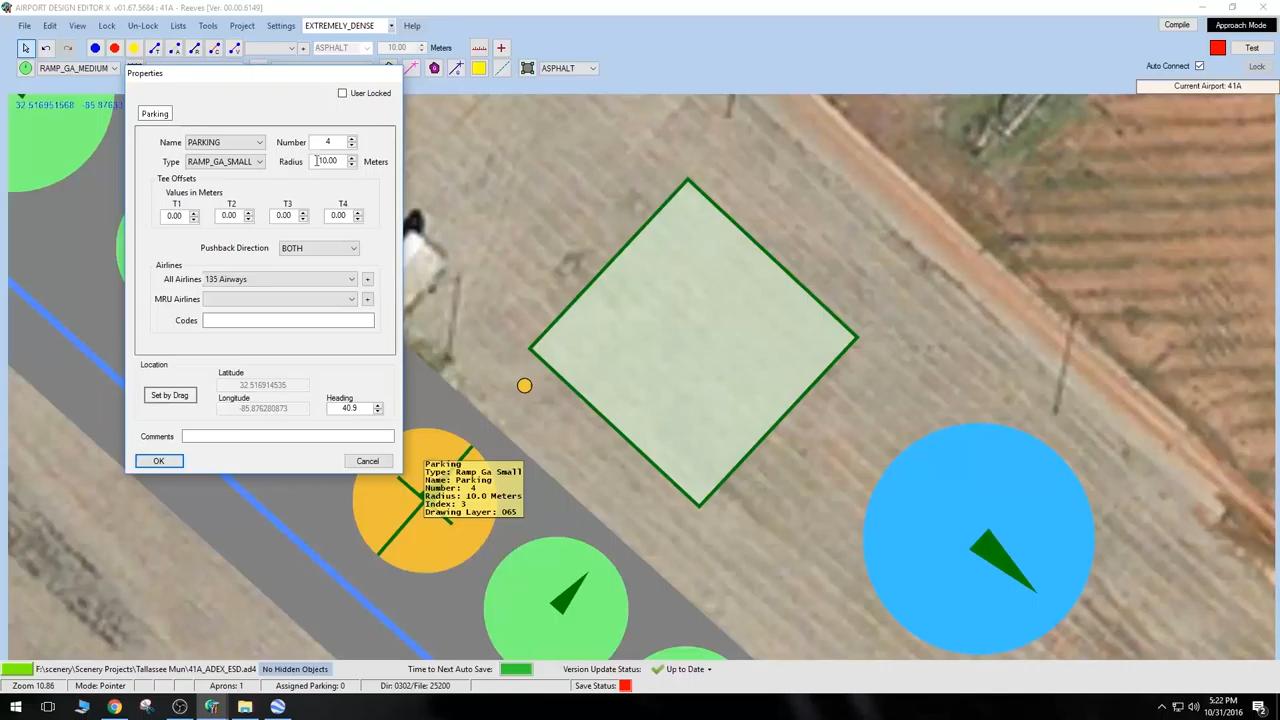 AIRPORT DESIGN EDITOR X - v01.67.5684 : 41A - Reeves [Ver. 00.00.6149]
File Edit View Lock Un-Lock Lists Tools Project Settings EXTREMELY_DENSE Help Compile Approach Mode
ASPHALT 10.00 Meters Test
RAMP_GA_MEDIUM ASPHALT Auto Connect Lock
Current Airport: 41A
32.516951568
Properties
User Locked
Parking
Name PARKING Number 4
Type RAMP_GA_SMALL Radius 10.00 Meters
Tee Offsets
Values in Meters
T1 T2 T3 T4
0.00 0.00 0.00 0.00
Pushback Direction BOTH
Airlines
All Airlines 135 Airways +
MRU Airlines +
Codes
Location
Latitude
32.516914535
Set by Drag
Longitude Heading
-85.876280873 40.9
Comments
OK Cancel
Parking
Type: Ramp Ga Small
Name: Parking
Number: 4
Radius: 10.0 Meters
Index: 3
Drawing Layer: 065
F:\scenery\Scenery Projects\Tallassee Mun\41A_ADEX_ESD.ad4 No Hidden Objects Time to Next Auto Save: Version Update Status: Up to Date
Zoom 10.86 Mode: Pointer Aprons: 1 Assigned Parking: 0 Dir: 0302/File: 25200 Save Status:
5:22 PM
10/31/2016